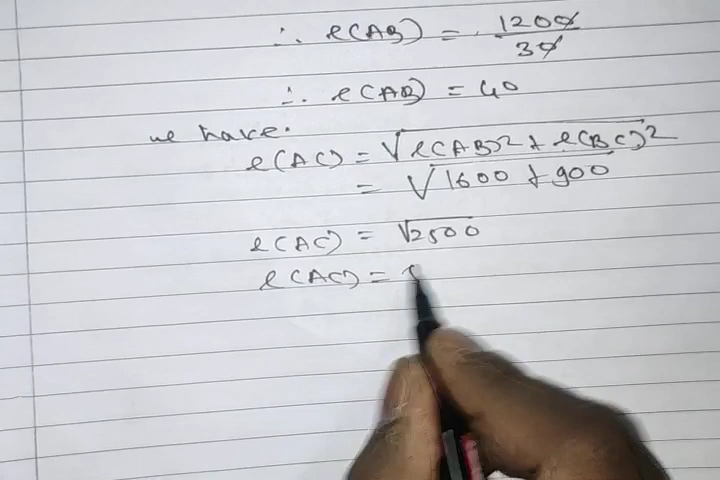 ∴ l(AB) = 1200/30
∴ l(AB) = 40
we have.
l(AC) = √l(AB)2 + l(BC)2
= √1600 + 900
l(AC) = √2500
l(AC) =